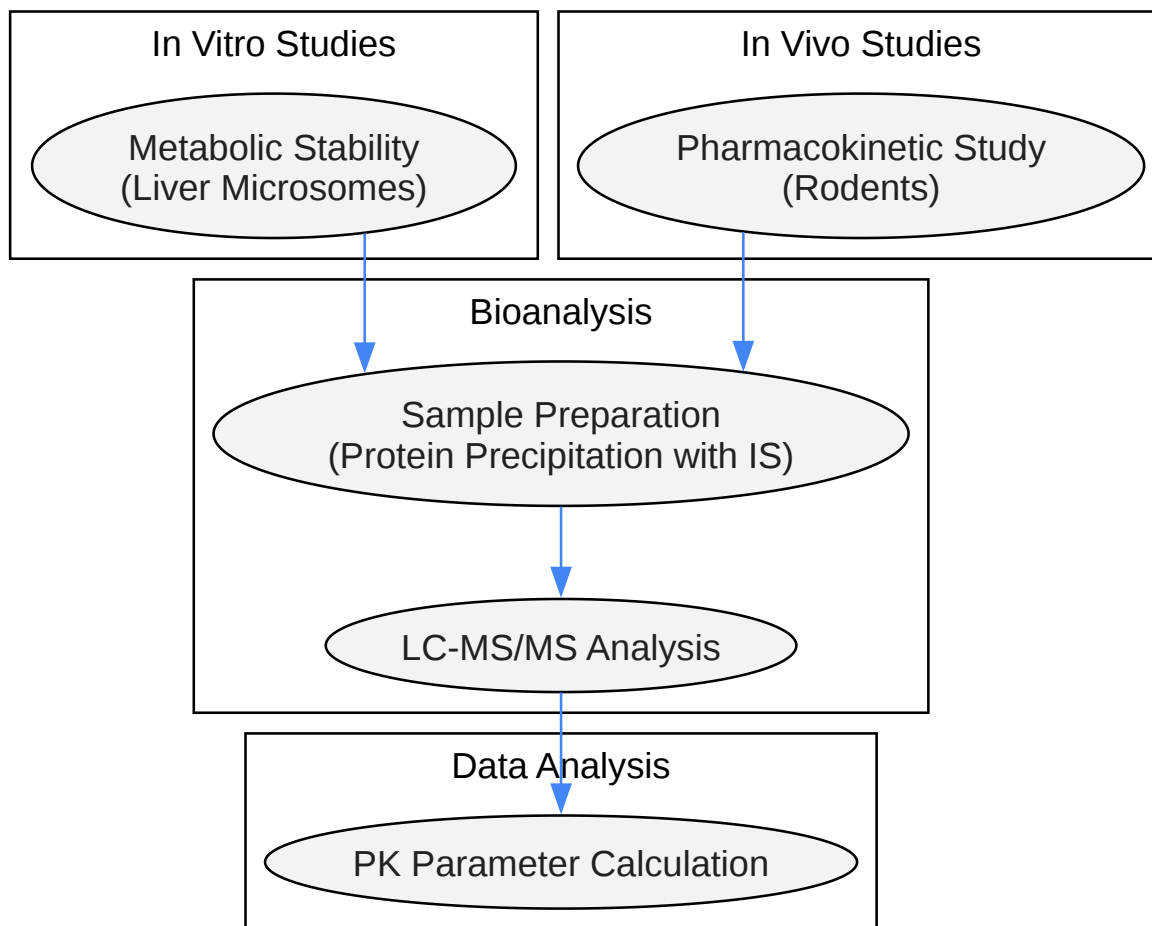 In Vitro Studies
In Vivo Studies
Metabolic Stability
(Liver Microsomes)
Pharmacokinetic Study
(Rodents)
Bioanalysis
Sample Preparation
(Protein Precipitation with IS)
LC-MS/MS Analysis
Data Analysis
PK Parameter Calculation